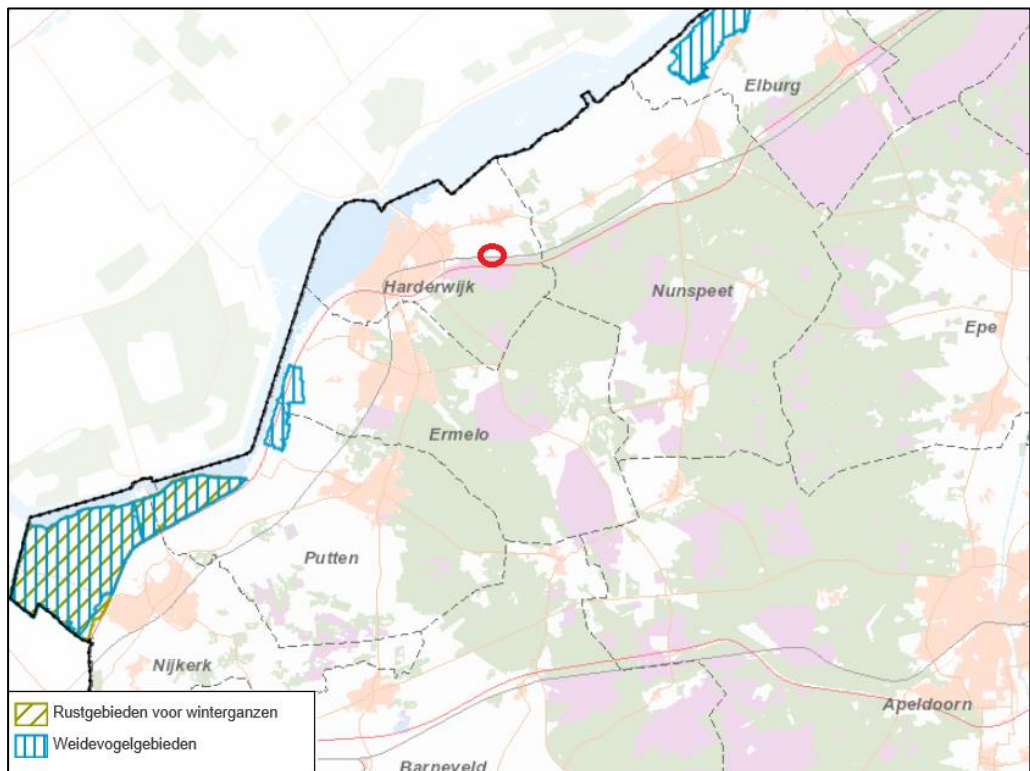 Elburg
Harderwijk
Nunspeet
Epe
Ermelo
Putten
Nijkerk
Apeldoorn
Barneveld
Rustgebieden voor winterganzen
Weidevogelgebieden